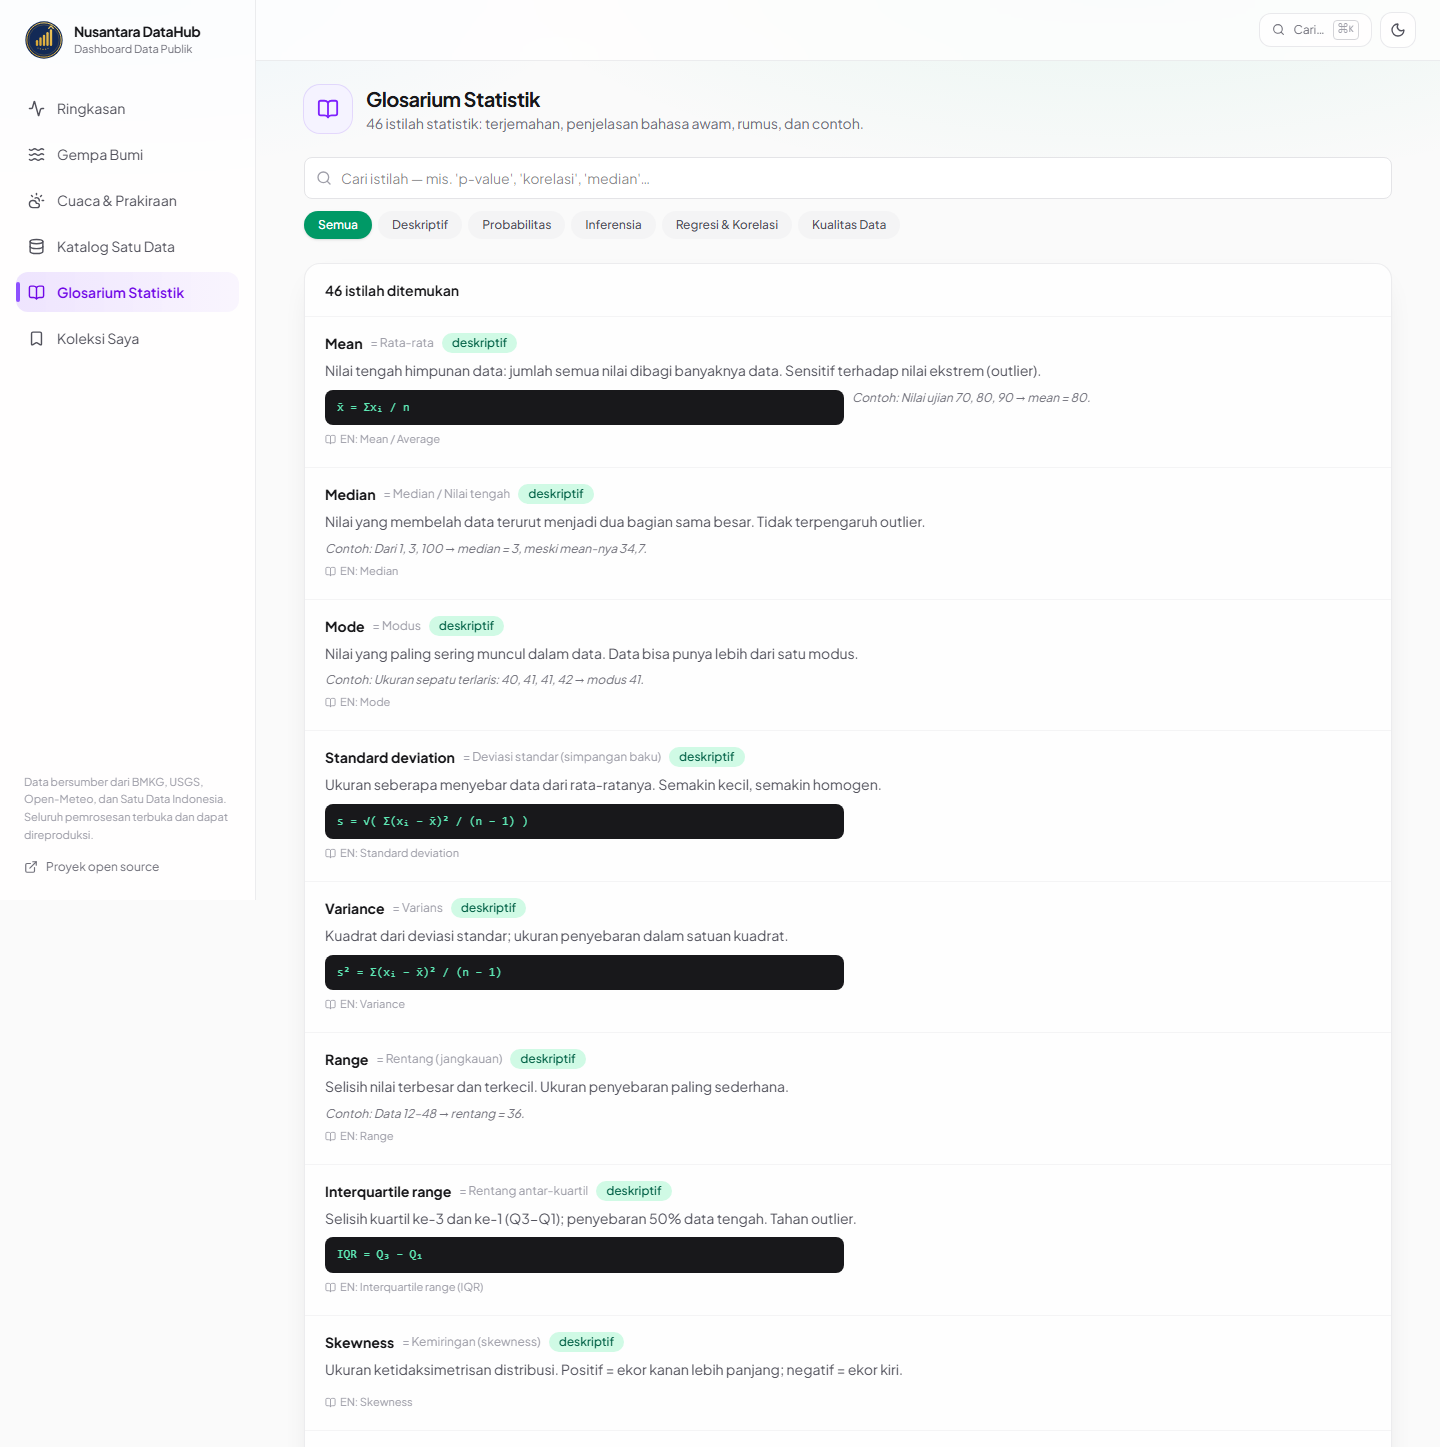 Nusantara DataHub
Dashboard Data Publik
Cari... ⌘K
Ringkasan
Gempa Bumi
Cuaca & Prakiraan
Katalog Satu Data
Glosarium Statistik
Koleksi Saya
Data bersumber dari BMKG, USGS,
Open-Meteo, dan Satu Data Indonesia.
Seluruh pemrosesan terbuka dan dapat
direproduksi.
Proyek open source
Glosarium Statistik
46 istilah statistik: terjemahan, penjelasan bahasa awam, rumus, dan contoh.
Cari istilah — mis. 'p-value', 'korelasi', 'median'...
Semua Deskriptif Probabilitas Inferensia Regresi & Korelasi Kualitas Data
46 istilah ditemukan
Mean = Rata-rata deskriptif
Nilai tengah himpunan data: jumlah semua nilai dibagi banyaknya data. Sensitif terhadap nilai ekstrem (outlier).
x̄ = Σxᵢ / n Contoh: Nilai ujian 70, 80, 90 → mean = 80.
EN: Mean / Average
Median = Median / Nilai tengah deskriptif
Nilai yang membelah data terurut menjadi dua bagian sama besar. Tidak terpengaruh outlier.
Contoh: Dari 1, 3, 100 → median = 3, meski mean-nya 34,7.
EN: Median
Mode = Modus deskriptif
Nilai yang paling sering muncul dalam data. Data bisa punya lebih dari satu modus.
Contoh: Ukuran sepatu terlaris: 40, 41, 41, 42 → modus 41.
EN: Mode
Standard deviation = Deviasi standar (simpangan baku) deskriptif
Ukuran seberapa menyebar data dari rata-ratanya. Semakin kecil, semakin homogen.
s = √( Σ(xᵢ − x̄)² / (n − 1) )
EN: Standard deviation
Variance = Varians deskriptif
Kuadrat dari deviasi standar; ukuran penyebaran dalam satuan kuadrat.
s² = Σ(xᵢ − x̄)² / (n − 1)
EN: Variance
Range = Rentang (jangkauan) deskriptif
Selisih nilai terbesar dan terkecil. Ukuran penyebaran paling sederhana.
Contoh: Data 12–48 → rentang = 36.
EN: Range
Interquartile range = Rentang antar-kuartil deskriptif
Selisih kuartil ke-3 dan ke-1 (Q3−Q1); penyebaran 50% data tengah. Tahan outlier.
IQR = Q₃ − Q₁
EN: Interquartile range (IQR)
Skewness = Kemiringan (skewness) deskriptif
Ukuran ketidaksimetrisan distribusi. Positif = ekor kanan lebih panjang; negatif = ekor kiri.
EN: Skewness